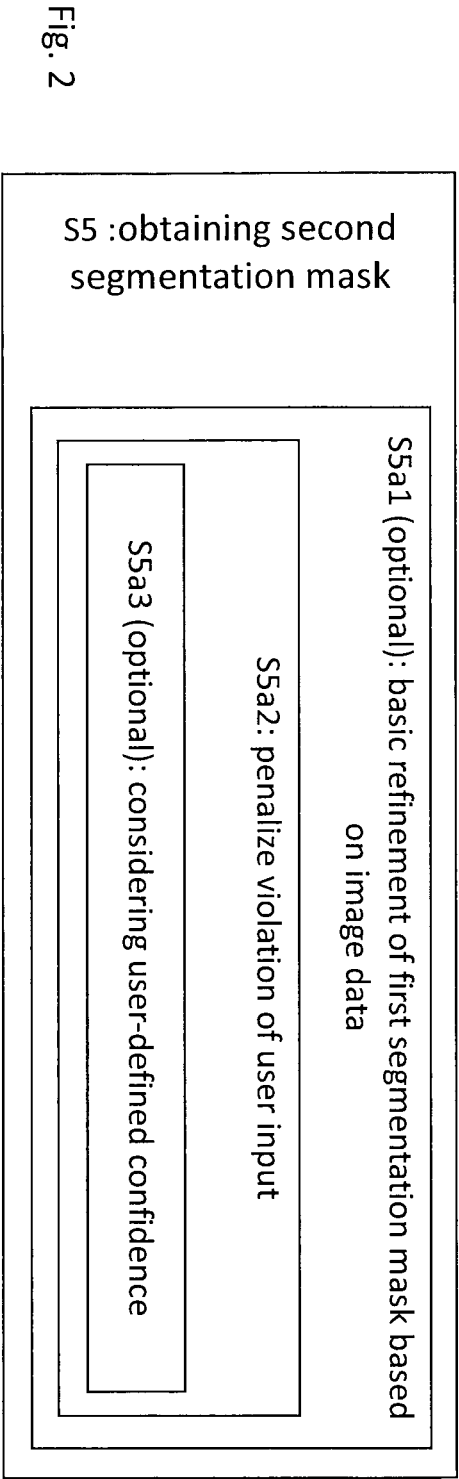 S5 :obtaining second
segmentation mask
S5a1 (optional): basic refinement of first segmentation mask based
on image data
S5a2: penalize violation of user input
S5a3 (optional): considering user-defined confidence
Fig. 2